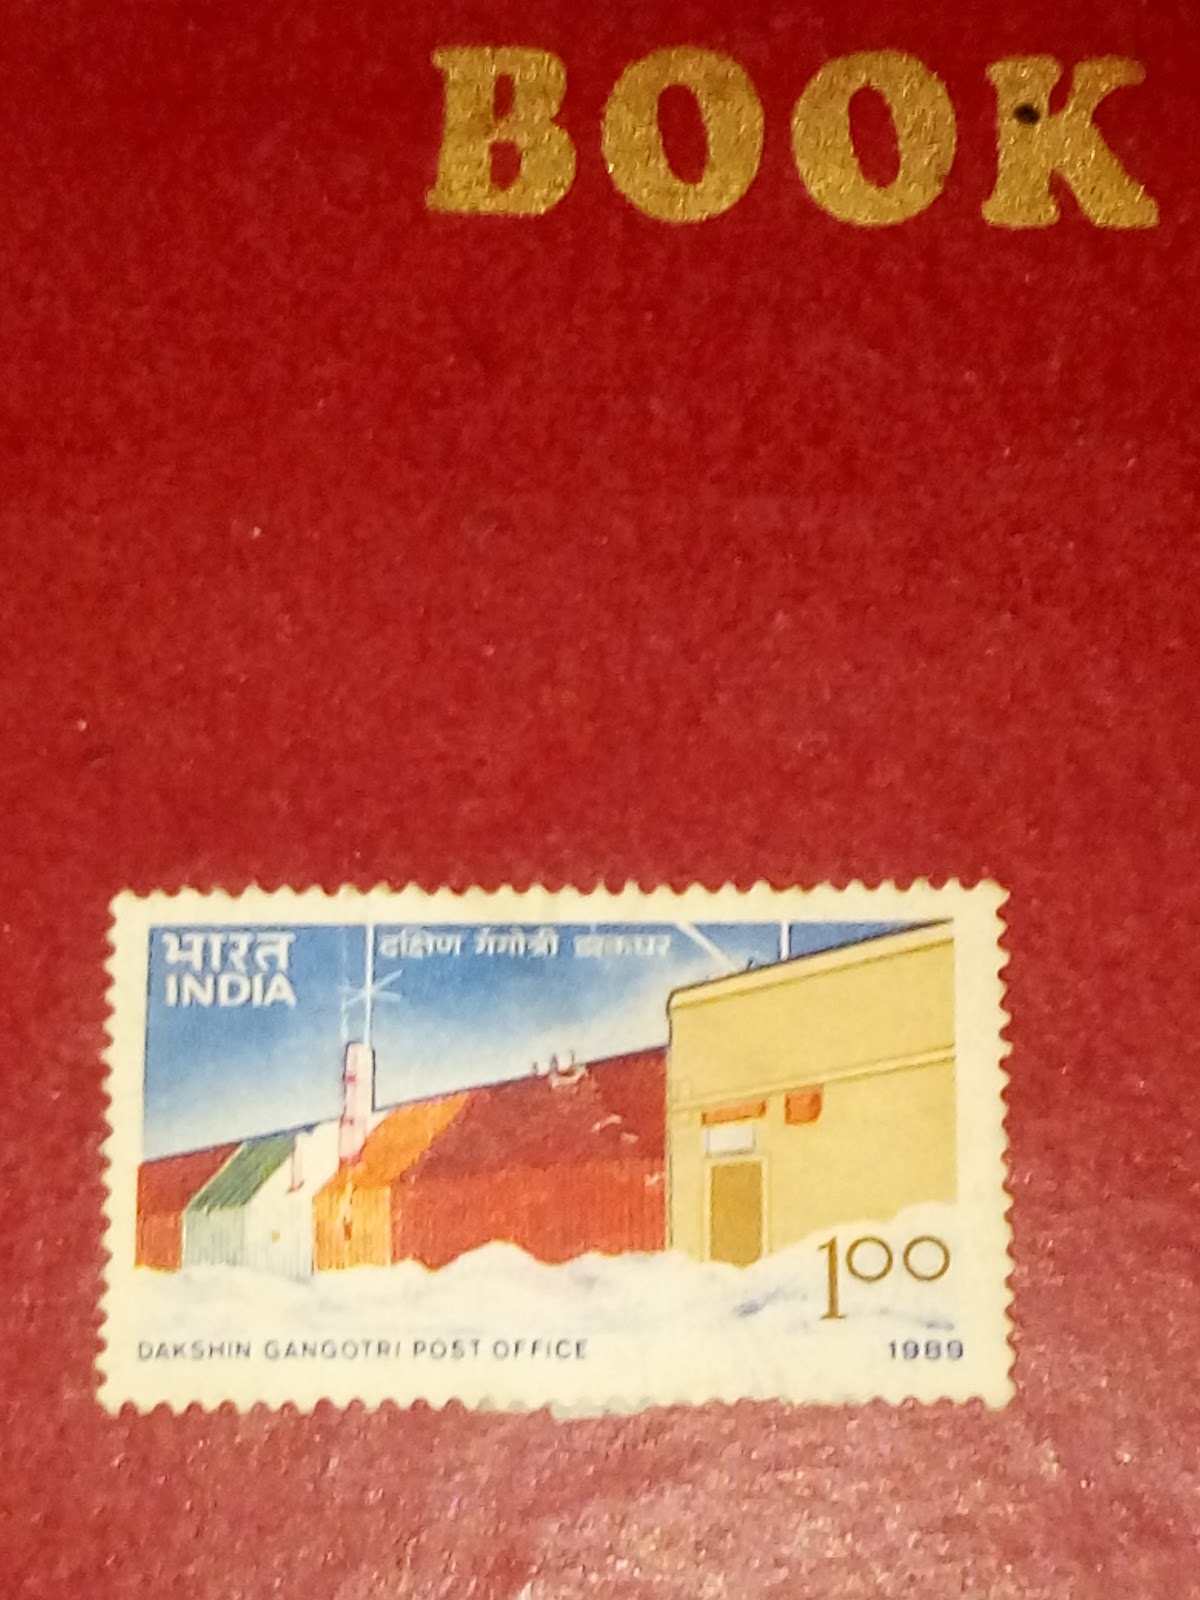 BOOK
भारत
INDIA
दक्षिण गंगोत्री डाकघर
1.00
DAKSHIN GANGOTRI POST OFFICE
1989